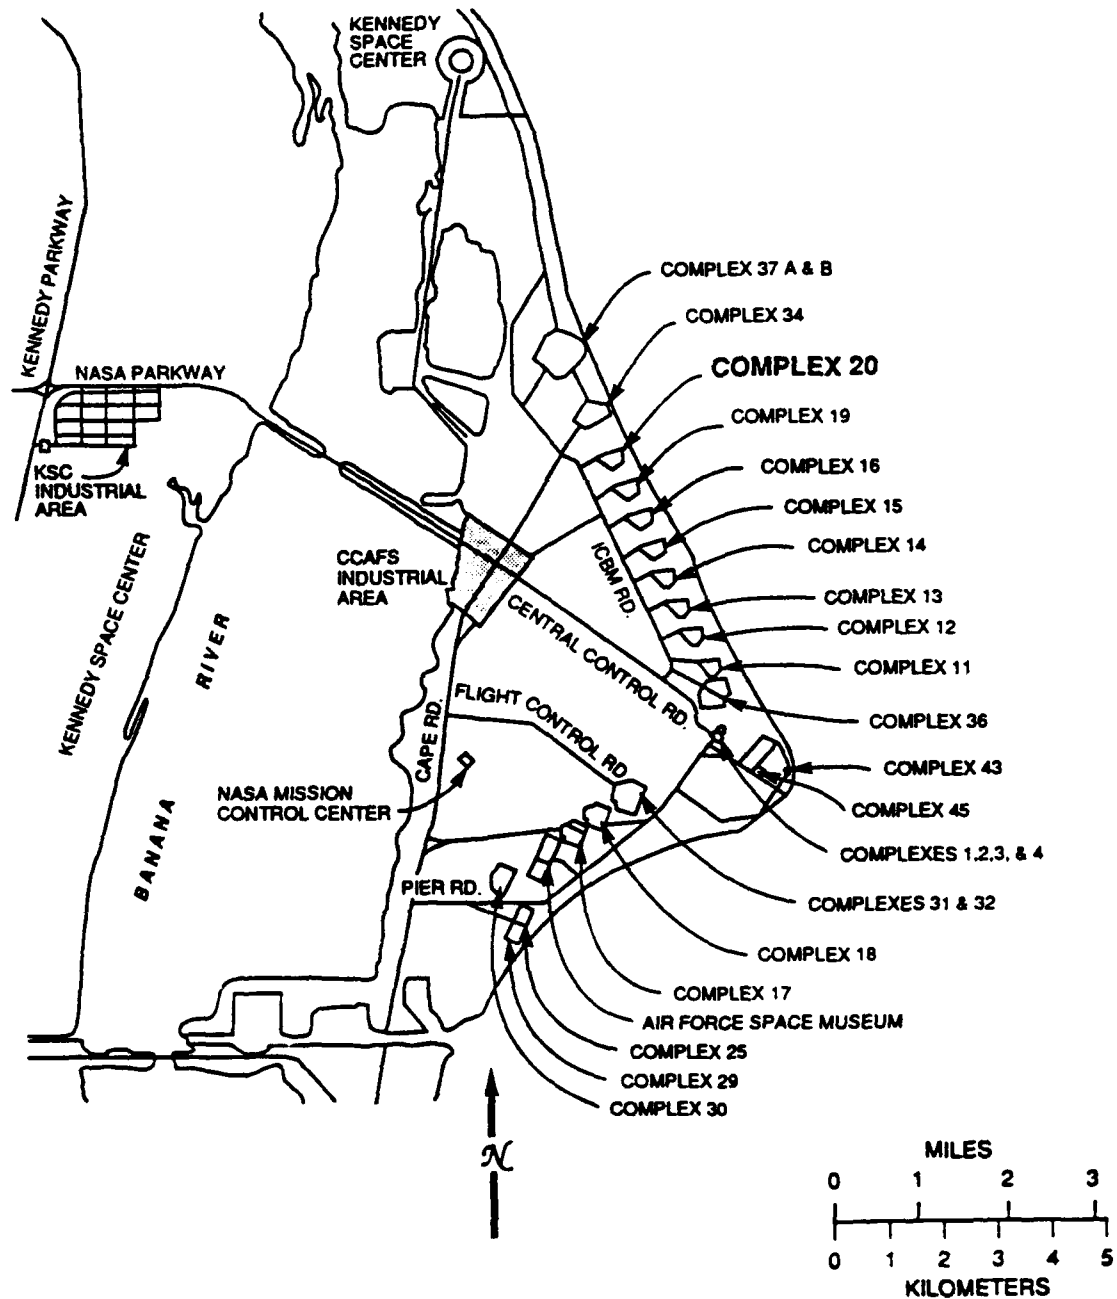 KENNEDY
SPACE
CENTER
KENNEDY PARKWAY
NASA PARKWAY
KSC
INDUSTRIAL
AREA
KENNEDY SPACE CENTER
BANANA
RIVER
CCAFS
INDUSTRIAL
AREA
CENTRAL CONTROL RD.
ICBM RD.
FLIGHT CONTROL RD
CAPE RD.
NASA MISSION
CONTROL CENTER
PIER RD.
COMPLEX 37 A & B
COMPLEX 34
COMPLEX 20
COMPLEX 19
COMPLEX 16
COMPLEX 15
COMPLEX 14
COMPLEX 13
COMPLEX 12
COMPLEX 11
COMPLEX 36
COMPLEX 43
COMPLEX 45
COMPLEXES 1,2,3, & 4
COMPLEXES 31 & 32
COMPLEX 18
COMPLEX 17
AIR FORCE SPACE MUSEUM
COMPLEX 25
COMPLEX 29
COMPLEX 30
N
MILES
0 1 2 3
0 1 2 3 4 5
KILOMETERS